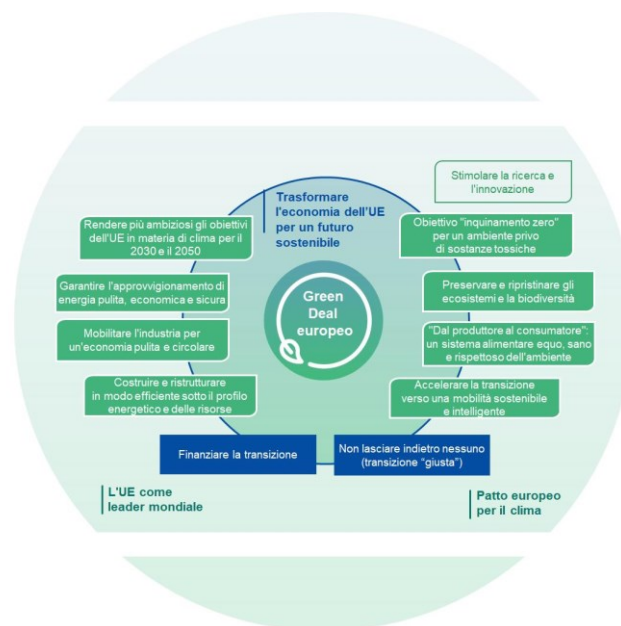 Stimolare la ricerca e
l'innovazione
Trasformare
l'economia dell'UE
per un futuro
sostenibile
Rendere più ambiziosi gli obiettivi
dell'UE in materia di clima per il
2030 e il 2050
Obiettivo "inquinamento zero"
per un ambiente privo
di sostanze tossiche
Garantire l'approvvigionamento di
energia pulita, economica e sicura
Preservare e ripristinare gli
ecosistemi e la biodiversità
Green
Deal
europeo
Mobilitare l'industria per
un'economia pulita e circolare
"Dal produttore al consumatore":
un sistema alimentare equo, sano
e rispettoso dell'ambiente
Costruire e ristrutturare
in modo efficiente sotto il profilo
energetico e delle risorse
Accelerare la transizione
verso una mobilità sostenibile
e intelligente
Finanziare la transizione
Non lasciare indietro nessuno
(transizione "giusta")
L'UE come
leader mondiale
Patto europeo
per il clima